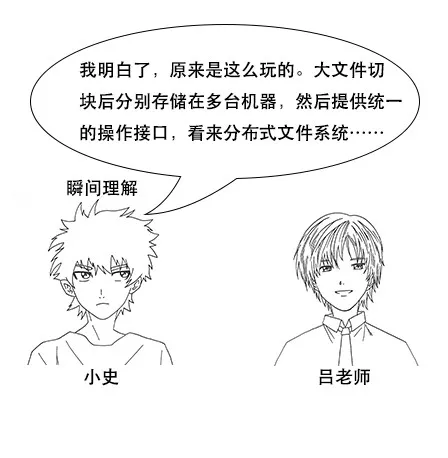 我明白了，原来是这么玩的。大文件切
块后分别存储在多台机器，然后提供统一
的操作接口，看来分布式文件系统……
瞬间理解
小史
吕老师